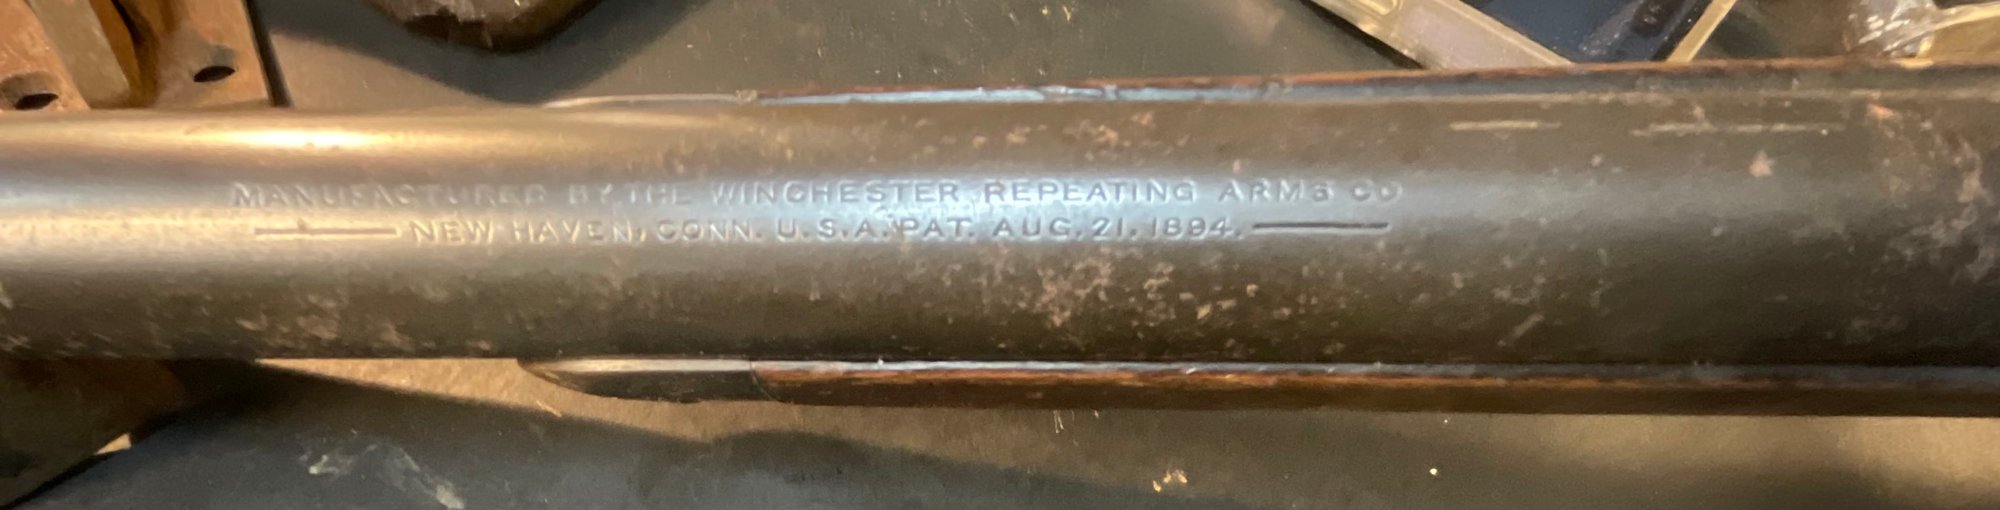 MANUFACTURED BY THE WINCHESTER REPEATING ARMS CO
NEW HAVEN, CONN. U.S.A. PAT. AUG. 21. 1894.